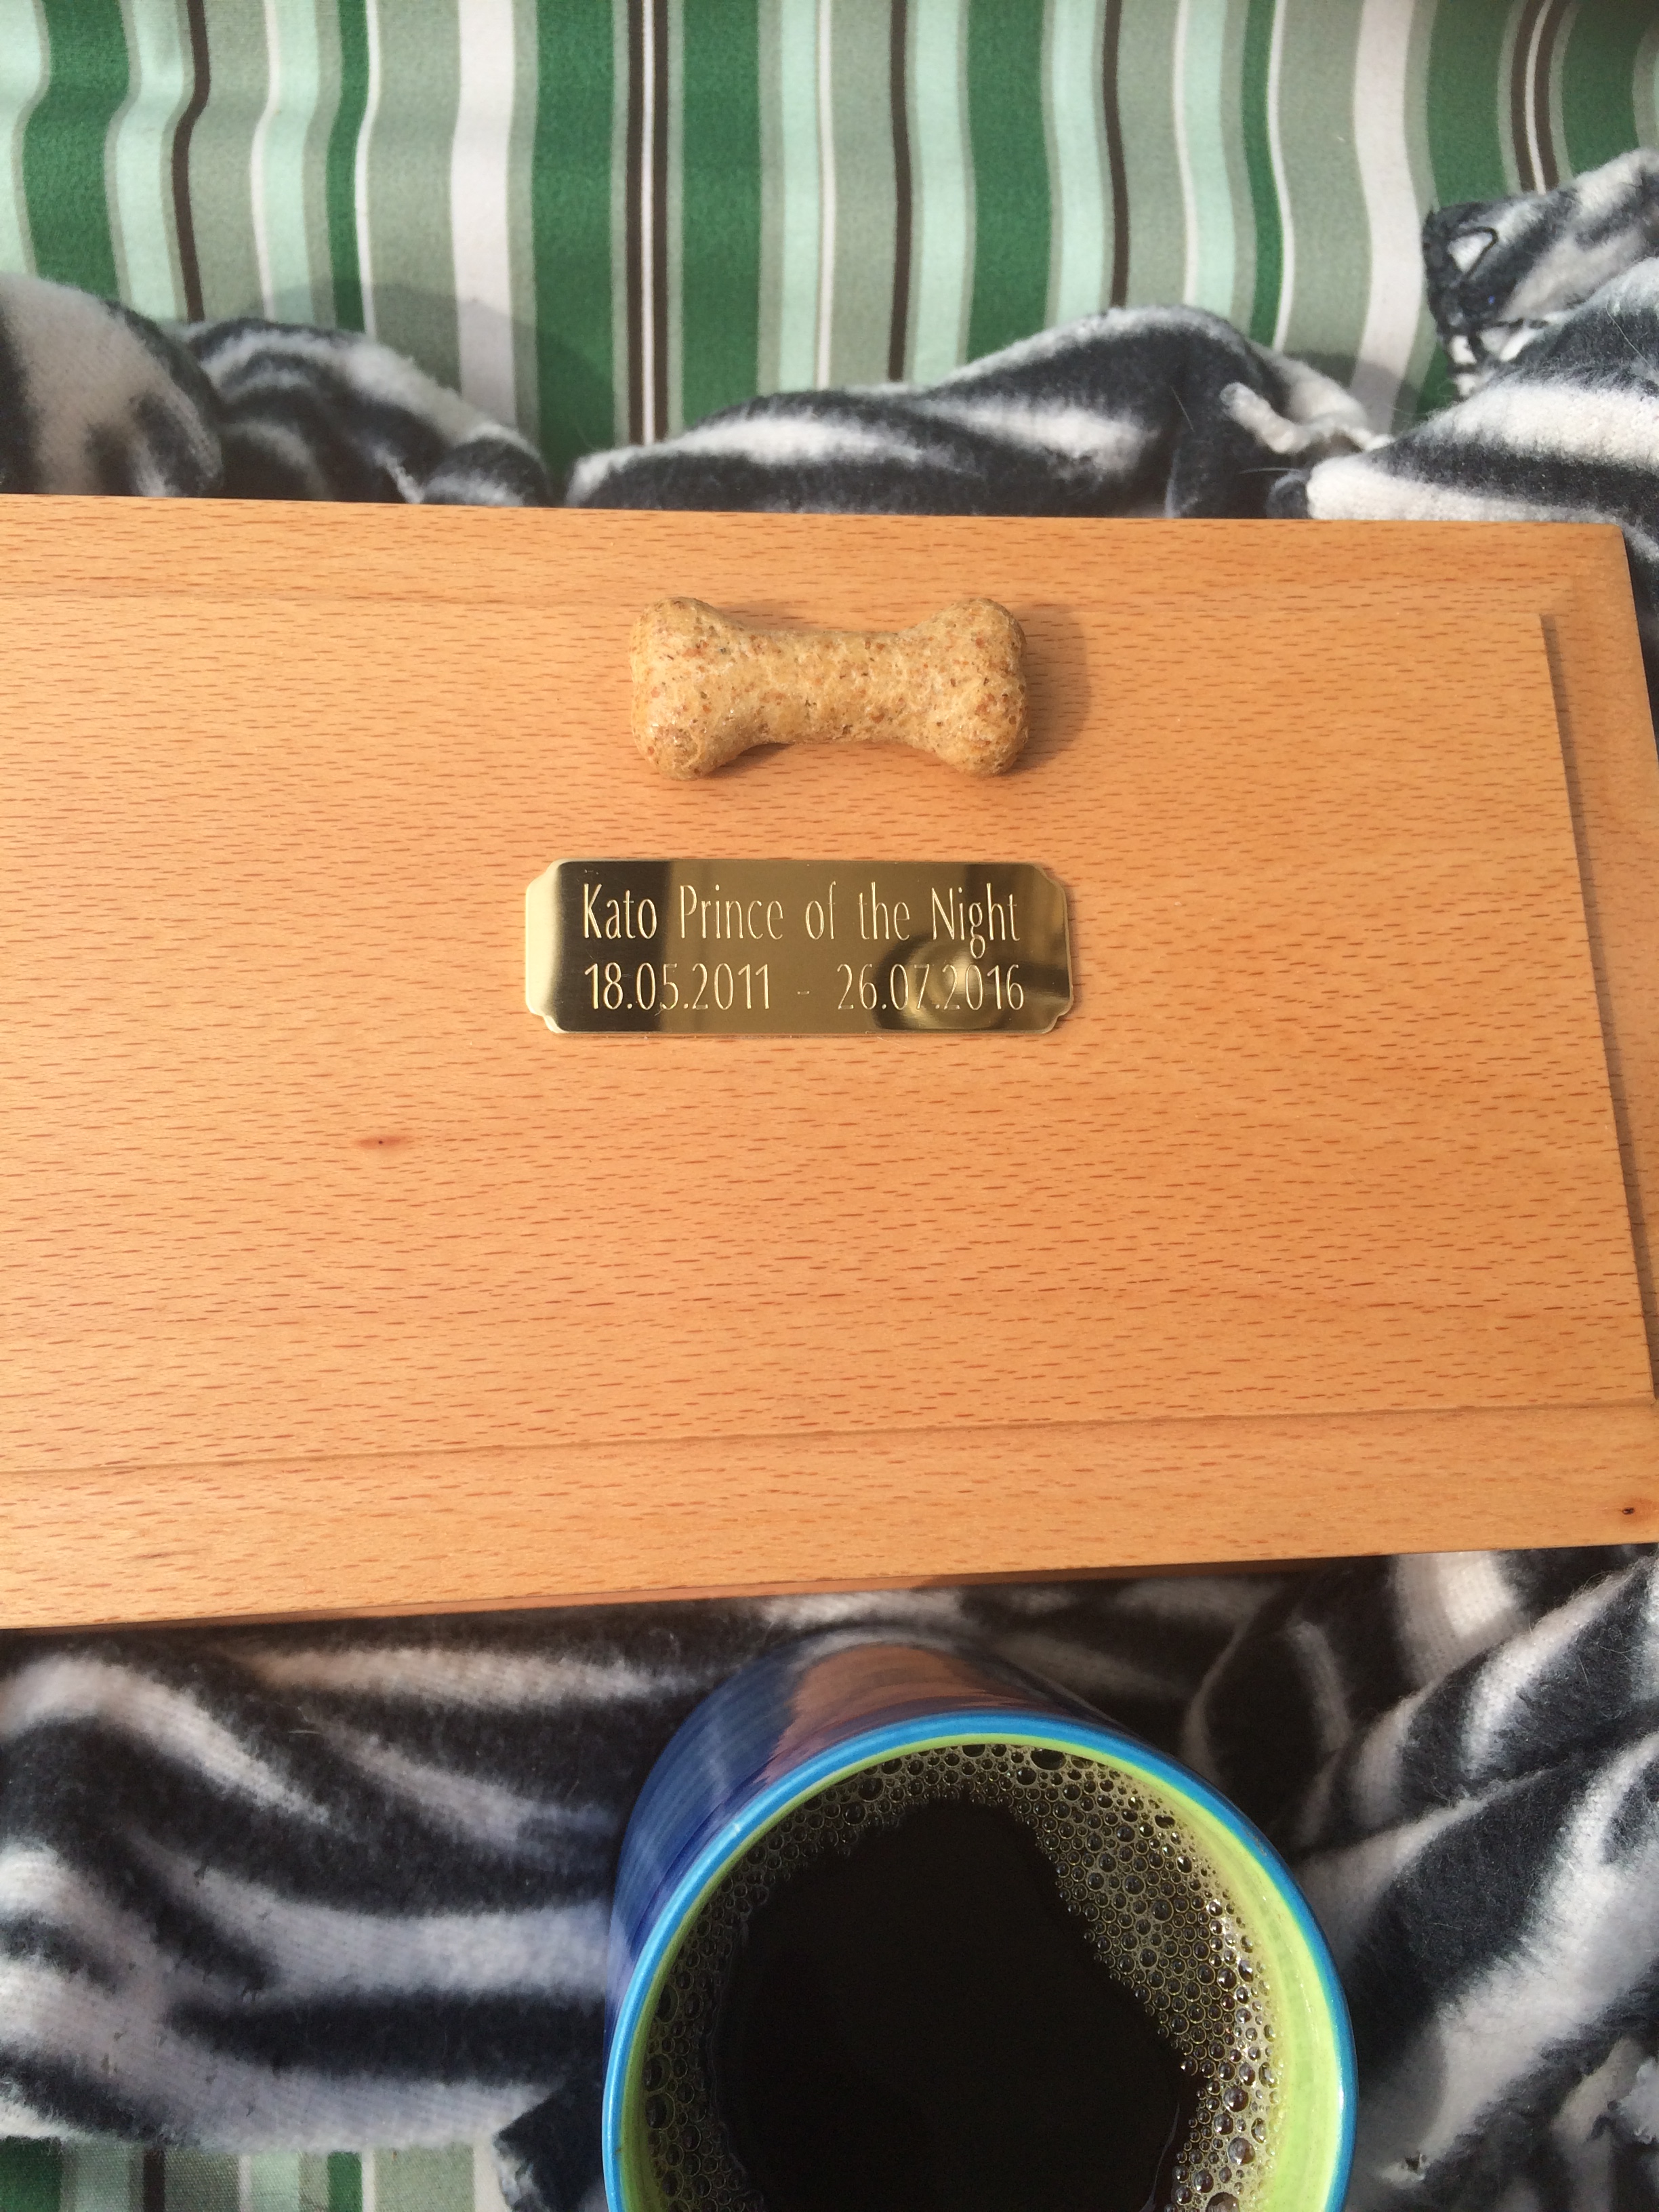 Kato Prince of the Night
18.05.2011 - 26.07.2016